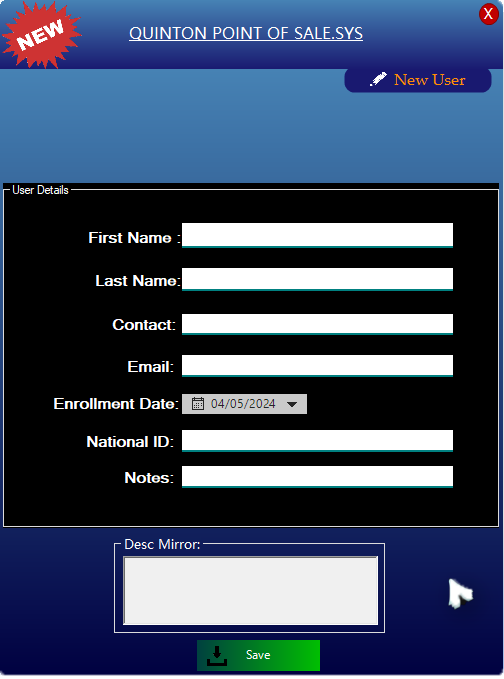 NEW
QUINTON POINT OF SALE.SYS
X
New User
User Details
First Name :
Last Name:
Contact:
Email:
Enrollment Date: 04/05/2024
National ID:
Notes:
Desc Mirror:
Save